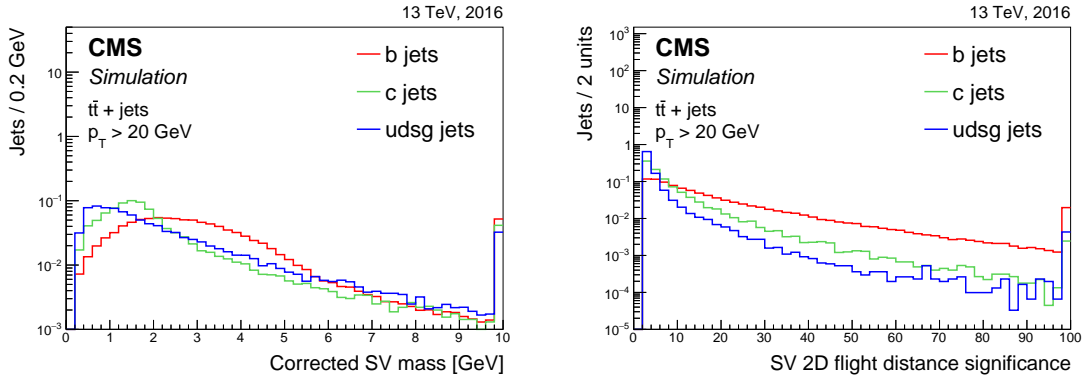 13 TeV, 2016
CMS
Simulation
tt̄ + jets
p_T > 20 GeV
b jets
c jets
udsg jets
Jets / 0.2 GeV
10
1
10⁻¹
10⁻²
10⁻³
0 1 2 3 4 5 6 7 8 9 10
Corrected SV mass [GeV]
13 TeV, 2016
CMS
Simulation
tt̄ + jets
p_T > 20 GeV
b jets
c jets
udsg jets
Jets / 2 units
10³
10²
10
1
10⁻¹
10⁻²
10⁻³
10⁻⁴
10⁻⁵
0 10 20 30 40 50 60 70 80 90 100
SV 2D flight distance significance